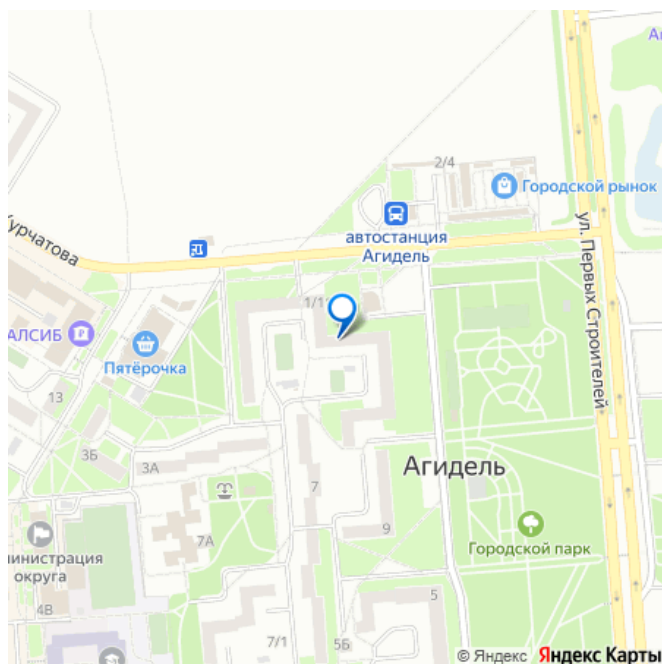 2/4
Городской рынок
автостанция
Агидель
ул. Первых Строителей
Курчатова
1/1
АЛСИБ
Пятёрочка
13
3Б
3А
7
7А
9
Агидель
Городской парк
министрация
округа
4В
5
7/1
5Б
© Яндекс Яндекс Карты